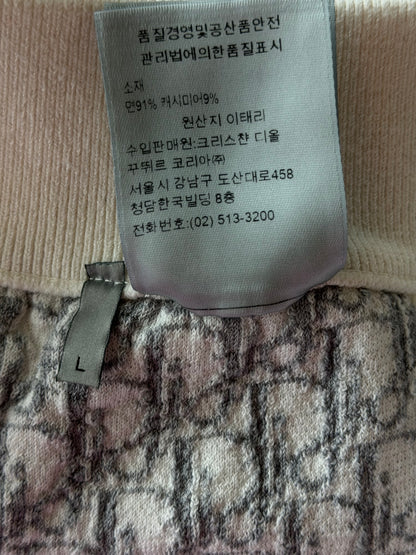 품질경영및공산품안전
관리법에의한품질표시
소재
면91% 캐시미어9%
원산지 이태리
수입판매원:크리스챤 디올
꾸뛰르 코리아㈜
서울시 강남구 도산대로458
청담한국빌딩 8층
전화번호:(02) 513-3200
L